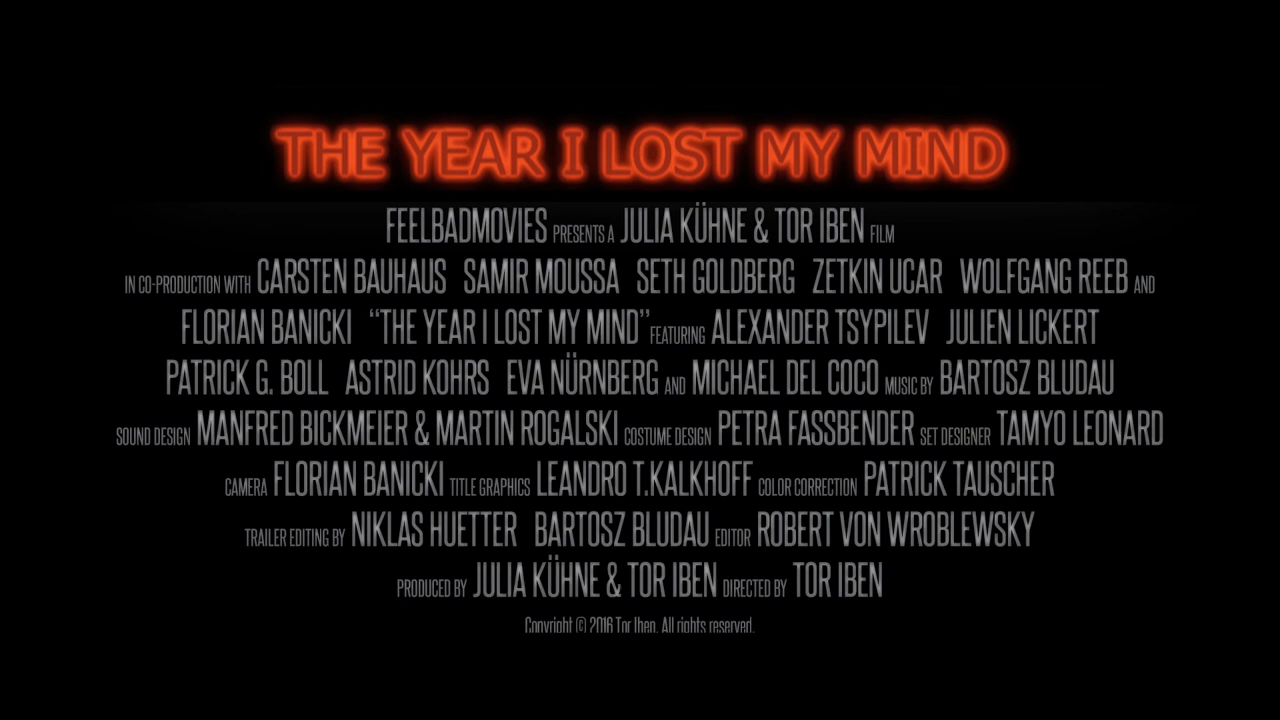 THE YEAR I LOST MY MIND
FEELBADMOVIES PRESENTS A JULIA KÜHNE & TOR IBEN FILM
IN CO-PRODUCTION WITH CARSTEN BAUHAUS SAMIR MOUSSA SETH GOLDBERG ZETKIN UCAR WOLFGANG REEB AND
FLORIAN BANICKI “THE YEAR I LOST MY MIND” FEATURING ALEXANDER TSYPILEV JULIEN LICKERT
PATRICK G. BOLL ASTRID KOHRS EVA NÜRNBERG AND MICHAEL DEL COCO MUSIC BY BARTOSZ BLUDAU
SOUND DESIGN MANFRED BICKMEIER & MARTIN ROGALSKI COSTUME DESIGN PETRA FASSBENDER SET DESIGNER TAMYO LEONARD
CAMERA FLORIAN BANICKI TITLE GRAPHICS LEANDRO T.KALKHOFF COLOR CORRECTION PATRICK TAUSCHER
TRAILER EDITING BY NIKLAS HUETTER BARTOSZ BLUDAU EDITOR ROBERT VON WROBLEWSKY
PRODUCED BY JULIA KÜHNE & TOR IBEN DIRECTED BY TOR IBEN
Copyright © 2016 Tor Iben. All rights reserved.